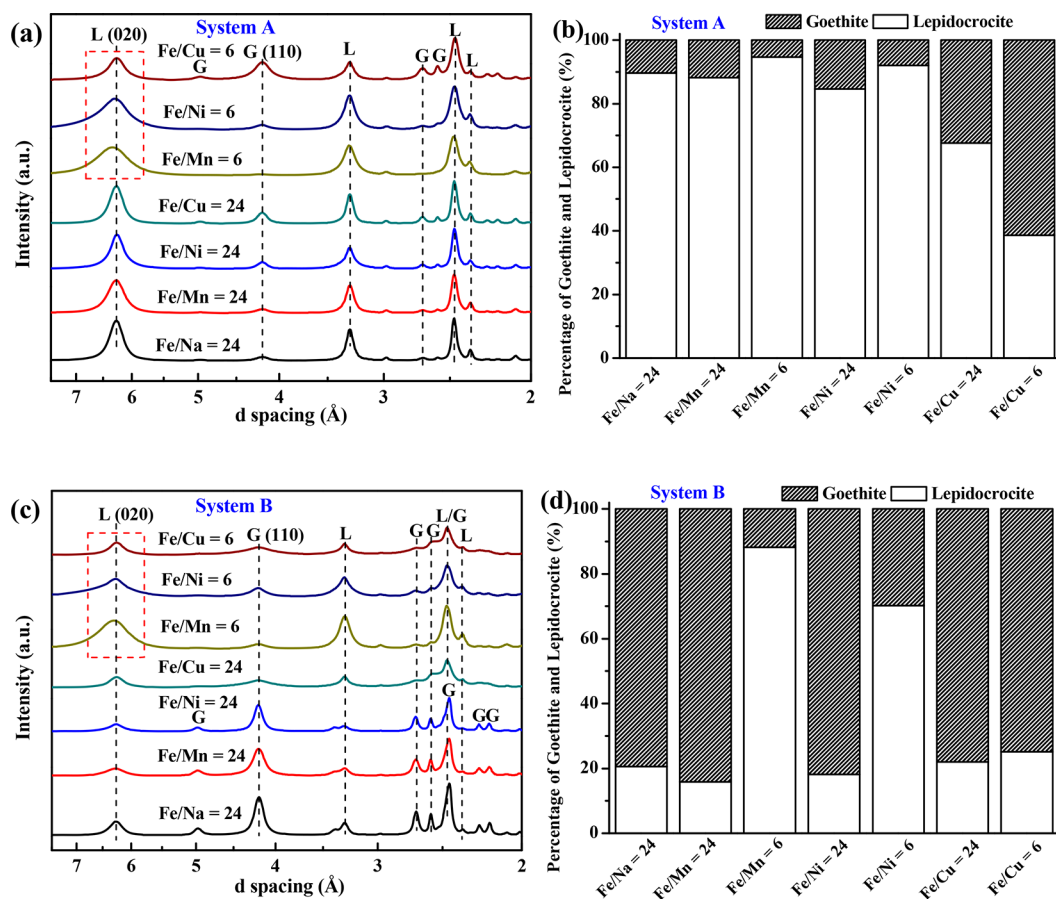 (a)
System A
L (020)
Fe/Cu = 6
G
G (110)
L
G
G
L
L
Fe/Ni = 6
Fe/Mn = 6
Fe/Cu = 24
Fe/Ni = 24
Fe/Mn = 24
Fe/Na = 24
Intensity (a.u.)
7 6 5 4 3 2
d spacing (Å)
(b)
System A
Goethite
Lepidocrocite
Percentage of Goethite and Lepidocrocite (%)
100
80
60
40
20
0
Fe/Na = 24
Fe/Mn = 24
Fe/Mn = 6
Fe/Ni = 24
Fe/Ni = 6
Fe/Cu = 24
Fe/Cu = 6
(c)
System B
L (020)
Fe/Cu = 6
G (110)
L
G
G
L/G
L
Fe/Ni = 6
Fe/Mn = 6
Fe/Cu = 24
Fe/Ni = 24
G
G
GG
Fe/Mn = 24
Fe/Na = 24
Intensity (a.u.)
7 6 5 4 3 2
d spacing (Å)
(d)
System B
Goethite
Lepidocrocite
Percentage of Goethite and Lepidocrocite (%)
100
80
60
40
20
0
Fe/Na = 24
Fe/Mn = 24
Fe/Mn = 6
Fe/Ni = 24
Fe/Ni = 6
Fe/Cu = 24
Fe/Cu = 6